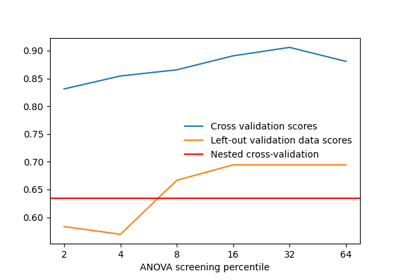 0.90
0.85
0.80
0.75
0.70
0.65
0.60
Cross validation scores
Left-out validation data scores
Nested cross-validation
2 4 8 16 32 64
ANOVA screening percentile